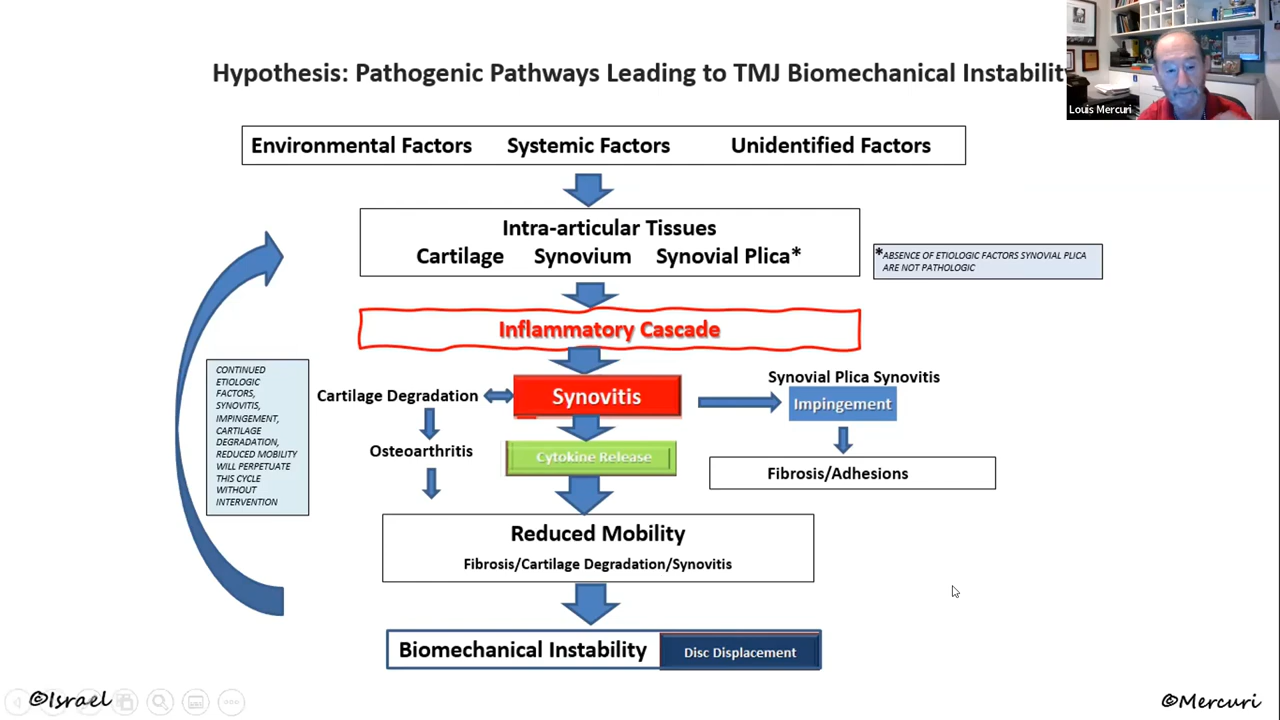 Hypothesis: Pathogenic Pathways Leading to TMJ Biomechanical Instabilit
Louis Mercuri
Environmental Factors Systemic Factors Unidentified Factors
Intra-articular Tissues
Cartilage Synovium Synovial Plica*
*ABSENCE OF ETIOLOGIC FACTORS SYNOVIAL PLICA
ARE NOT PATHOLOGIC
Inflammatory Cascade
CONTINUED
ETIOLOGIC
FACTORS,
SYNOVITIS,
IMPINGEMENT,
CARTILAGE
DEGRADATION,
REDUCED MOBILITY
WILL PERPETUATE
THIS CYCLE
WITHOUT
INTERVENTION
Cartilage Degradation
Synovitis
Synovial Plica Synovitis
Impingement
Osteoarthritis
Cytokine Release
Fibrosis/Adhesions
Reduced Mobility
Fibrosis/Cartilage Degradation/Synovitis
Biomechanical Instability
Disc Displacement
©Israel
©Mercuri